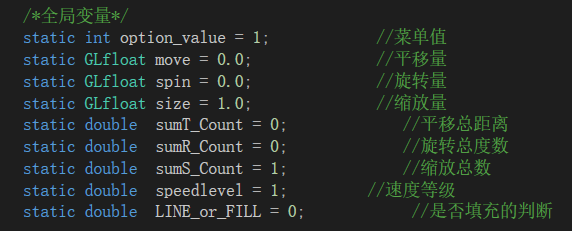 /*全局变量*/
static int option_value = 1; //菜单值
static GLfloat move = 0.0; //平移量
static GLfloat spin = 0.0; //旋转量
static GLfloat size = 1.0; //缩放量
static double sumT_Count = 0; //平移总距离
static double sumR_Count = 0; //旋转总度数
static double sumS_Count = 1; //缩放总数
static double speedlevel = 1; //速度等级
static double LINE_or_FILL = 0; //是否填充的判断